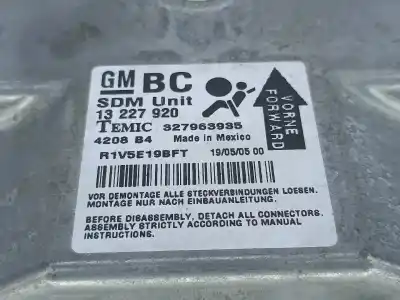 GM BC
SDM Unit
13 227 920
TEMIC 327963935
4208 B4 Made in Mexico
R1V5E19BFT 19/05/05 00
VORNE
FORWARD
VOR DEMONTAGE ALLE STECKVERBINDUNGEN LOESEN.
MONTAGE NUR NACH EINBAUANLEITUNG.
BEFORE DISASSEMBLY, DETACH ALL CONNECTORS.
ASSEMBLY STRICTLY ACCORDING TO MANUAL
INSTRUCTIONS.